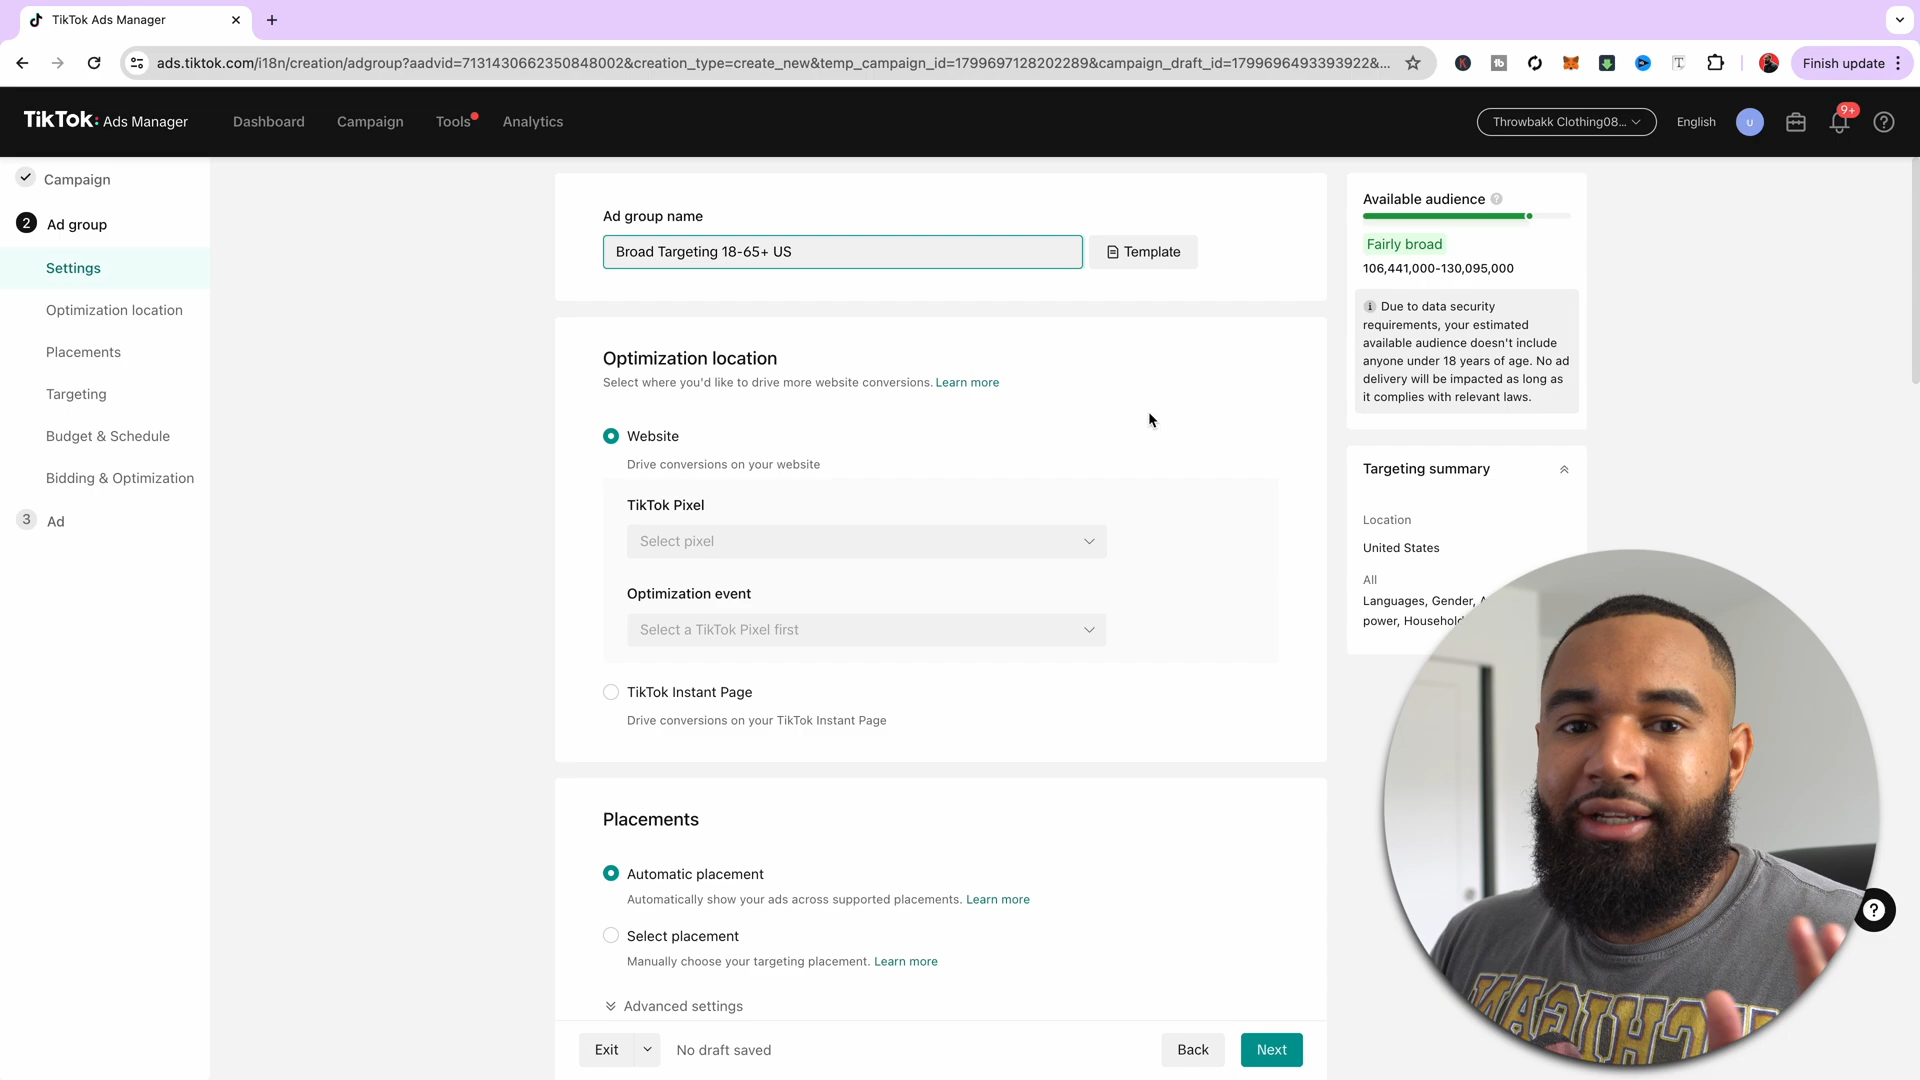 TikTok Ads Manager
ads.tiktok.com/i18n/creation/adgroup?aadvid=7131430662350848002&creation_type=create_new&temp_campaign_id=1799697128202289&campaign_draft_id=1799696493393922&...
Finish update
TikTok: Ads Manager
Dashboard
Campaign
Tools
Analytics
Throwbakk Clothing08...
English
U
9+
Campaign
2 Ad group
Settings
Optimization location
Placements
Targeting
Budget & Schedule
Bidding & Optimization
3 Ad
Ad group name
Broad Targeting 18-65+ US
Template
Optimization location
Select where you'd like to drive more website conversions. Learn more
Website
Drive conversions on your website
TikTok Pixel
Select pixel
Optimization event
Select a TikTok Pixel first
TikTok Instant Page
Drive conversions on your TikTok Instant Page
Placements
Automatic placement
Automatically show your ads across supported placements. Learn more
Select placement
Manually choose your targeting placement. Learn more
Advanced settings
Exit
No draft saved
Back
Next
Available audience
Fairly broad
106,441,000-130,095,000
Due to data security
requirements, your estimated
available audience doesn't include
anyone under 18 years of age. No ad
delivery will be impacted as long as
it complies with relevant laws.
Targeting summary
Location
United States
All
Languages, Gender,
power, Household